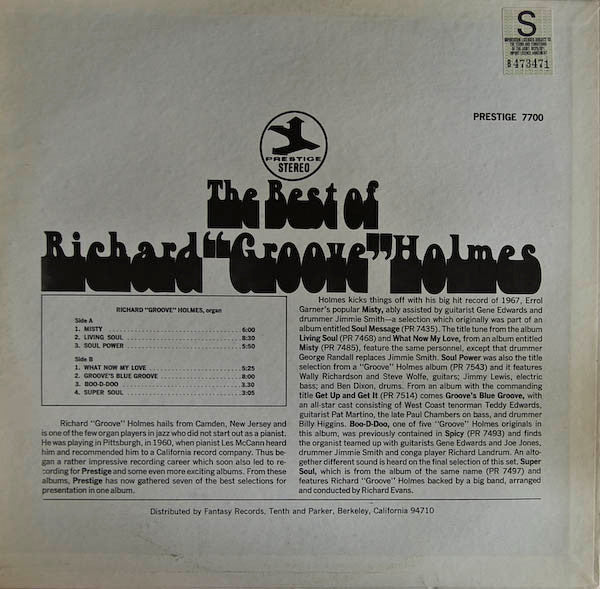 S
B 473471
PRESTIGE 7700
PRESTIGE
STEREO
The Best of
Richard "Groove" Holmes
RICHARD "GROOVE" HOLMES, organ
Side A
1. MISTY 6:00
2. LIVING SOUL 8:30
3. SOUL POWER 5:50
Side B
1. WHAT NOW MY LOVE 5:25
2. GROOVE'S BLUE GROOVE 8:00
3. BOO-D-DOO 3.30
4. SUPER SOUL 3:05
Richard "Groove" Holmes hails from Camden, New Jersey and
is one of the few organ players in jazz who did not start out as a pianist.
He was playing in Pittsburgh, in 1960, when pianist Les McCann heard
him and recommended him to a California record company. Thus be-
gan a rather impressive recording career which soon also led to re-
cording for Prestige and some even more exciting albums. From these
albums, Prestige has now gathered seven of the best selections for
presentation in one album.
Holmes kicks things off with his big hit record of 1967, Errol
Garner's popular Misty, ably assisted by guitarist Gene Edwards and
drummer Jimmie Smith—a selection which originally was part of an
album entitled Soul Message (PR 7435). The title tune from the album
Living Soul (PR 7468) and What Now My Love, from an album entitled
Misty (PR 7485), feature the same personnel, except that drummer
George Randall replaces Jimmie Smith. Soul Power was also the title
selection from a "Groove" Holmes album (PR 7543) and it features
Wally Richardson and Steve Wolfe, guitars; Jimmy Lewis, electric
bass; and Ben Dixon, drums. From an album with the commanding
title Get Up and Get It (PR 7514) comes Groove's Blue Groove, with
an all-star cast consisting of West Coast tenorman Teddy Edwards,
guitarist Pat Martino, the late Paul Chambers on bass, and drummer
Billy Higgins. Boo-D-Doo, one of five "Groove" Holmes originals in
this album, was previously contained in Spicy (PR 7493) and finds
the organist teamed up with guitarists Gene Edwards and Joe Jones,
drummer Jimmie Smith and conga player Richard Landrum. An alto-
gether different sound is heard on the final selection of this set. Super
Soul, which is from the album of the same name (PR 7497) and
features Richard "Groove" Holmes backed by a big band, arranged
and conducted by Richard Evans.
Distributed by Fantasy Records, Tenth and Parker, Berkeley, California 94710